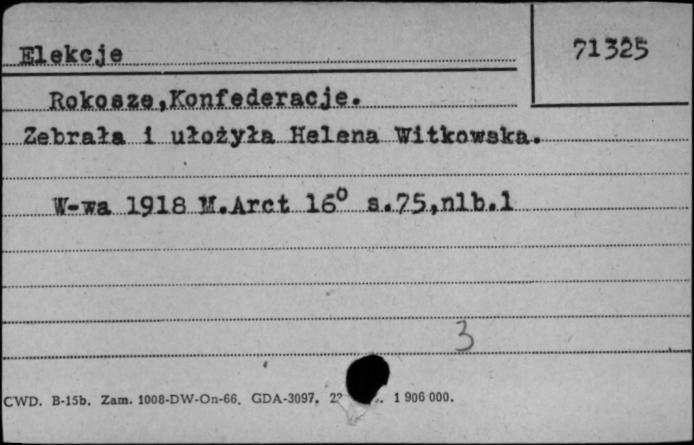 Elekcje
71325
Rokosze,Konfederacje.
Zebrała i ułożyła Helena Witkowska.
W-wa 1918 M.Arct 16⁰ s.75,nlb.1
3
CWD. B-15b. Zam. 1008-DW-On-66. GDA-3097. 1 906 000.